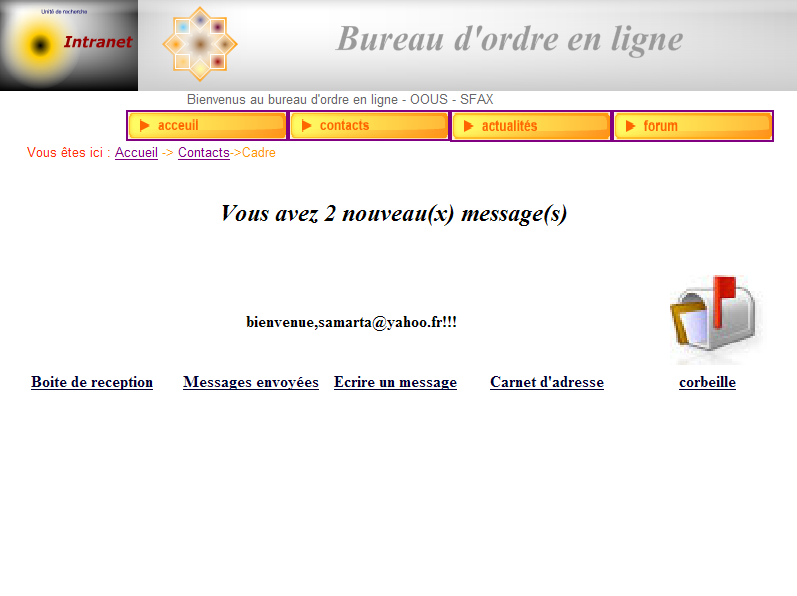 Unité de recherche
Intranet
Bureau d'ordre en ligne
Bienvenus au bureau d'ordre en ligne - OOUS - SFAX
acceuil contacts actualités forum
Vous êtes ici : Accueil -> Contacts->Cadre
Vous avez 2 nouveau(x) message(s)
bienvenue,samarta@yahoo.fr!!!
Boite de reception Messages envoyées Ecrire un message Carnet d'adresse corbeille